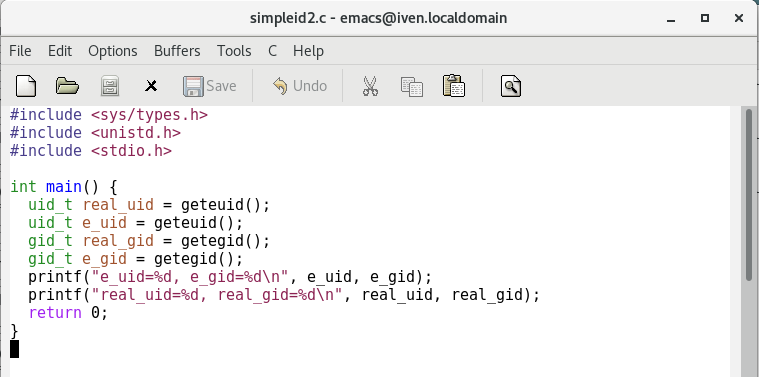 simpleid2.c - emacs@iven.localdomain
File Edit Options Buffers Tools C Help
Save Undo
#include <sys/types.h>
#include <unistd.h>
#include <stdio.h>
int main() {
  uid_t real_uid = geteuid();
  uid_t e_uid = geteuid();
  gid_t real_gid = getegid();
  gid_t e_gid = getegid();
  printf("e_uid=%d, e_gid=%d\n", e_uid, e_gid);
  printf("real_uid=%d, real_gid=%d\n", real_uid, real_gid);
  return 0;
}